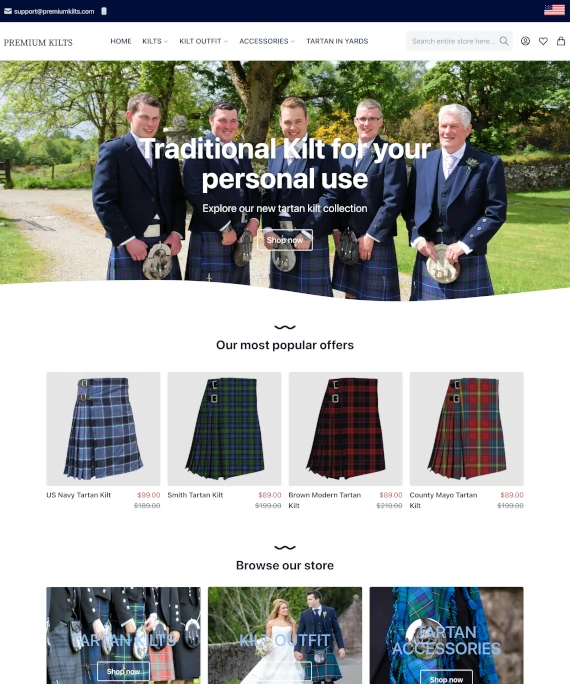 support@premiumkilts.com
PREMIUM KILTS
HOME KILTS KILT OUTFIT ACCESSORIES TARTAN IN YARDS
Search entire store here...
Traditional Kilt for your
personal use
Explore our new tartan kilt collection
Shop now
Our most popular offers
US Navy Tartan Kilt $99.00
$189.00
Smith Tartan Kilt $89.00
$199.00
Brown Modern Tartan $89.00
Kilt $210.00
County Mayo Tartan $89.00
Kilt $199.00
Browse our store
TARTAN KILTS
Shop now
KILT OUTFIT
Shop now
TARTAN
ACCESSORIES
Shop now